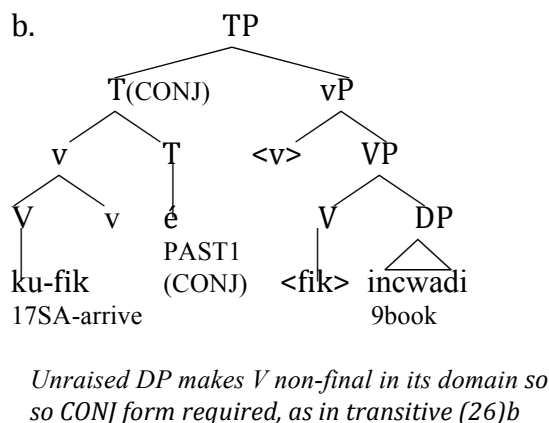 b. TP
T(CONJ) vP
v T <v> VP
V v é V DP
PAST1
ku-fik (CONJ) <fik> incwadi
17SA-arrive 9book
Unraised DP makes V non-final in its domain so
so CONJ form required, as in transitive (26)b